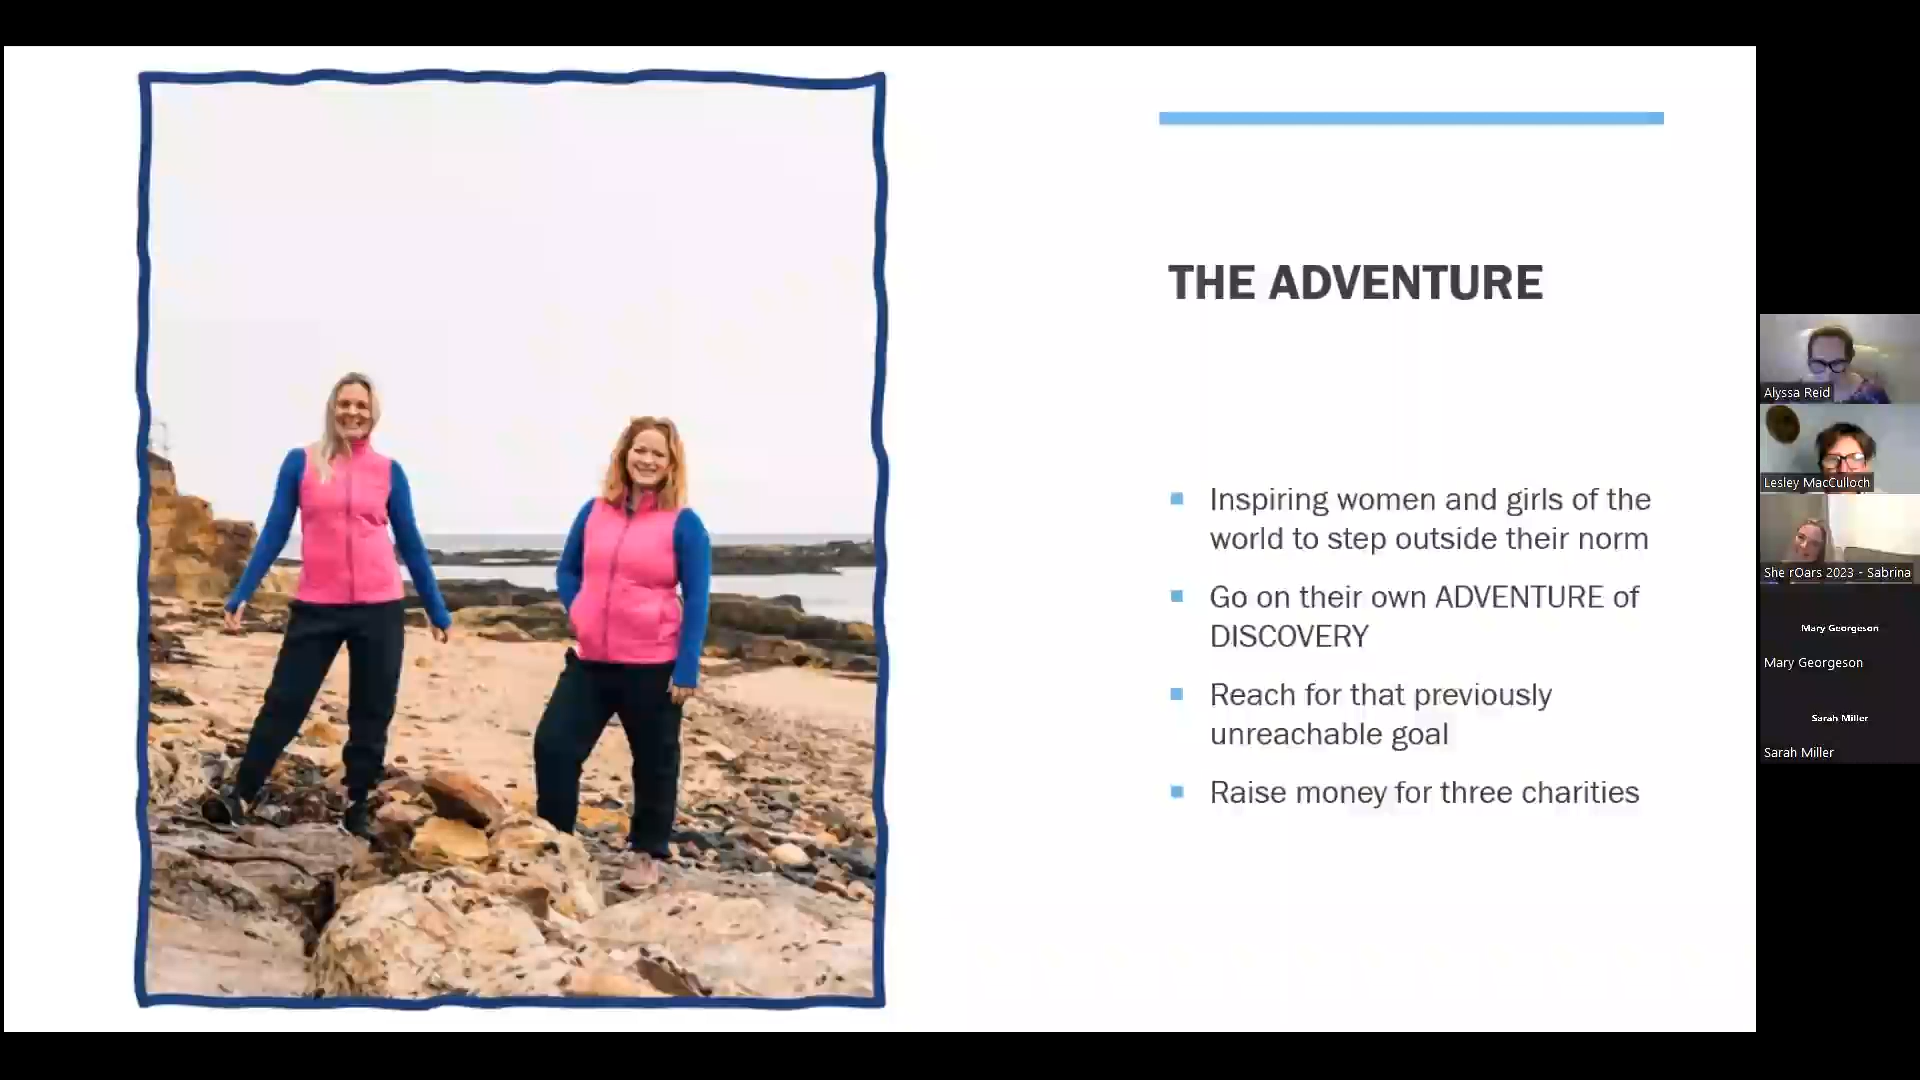 THE ADVENTURE
Inspiring women and girls of the
world to step outside their norm
Go on their own ADVENTURE of
DISCOVERY
Reach for that previously
unreachable goal
Raise money for three charities
Alyssa Reid
Lesley MacCulloch
She rOars 2023 - Sabrina
Mary Georgeson
Mary Georgeson
Sarah Miller
Sarah Miller